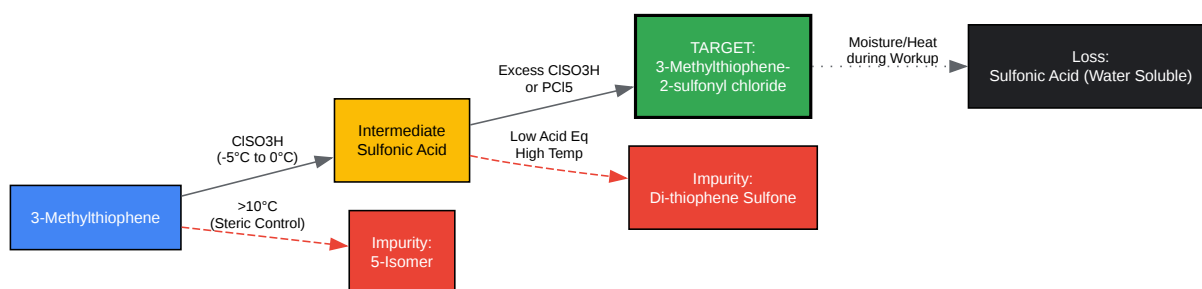 3-Methylthiophene
ClSO3H
(-5°C to 0°C)
>10°C
(Steric Control)
Intermediate
Sulfonic Acid
Impurity:
5-Isomer
Excess ClSO3H
or PCl5
Low Acid Eq
High Temp
TARGET:
3-Methylthiophene-
2-sulfonyl chloride
Impurity:
Di-thiophene Sulfone
Moisture/Heat
during Workup
Loss:
Sulfonic Acid (Water Soluble)